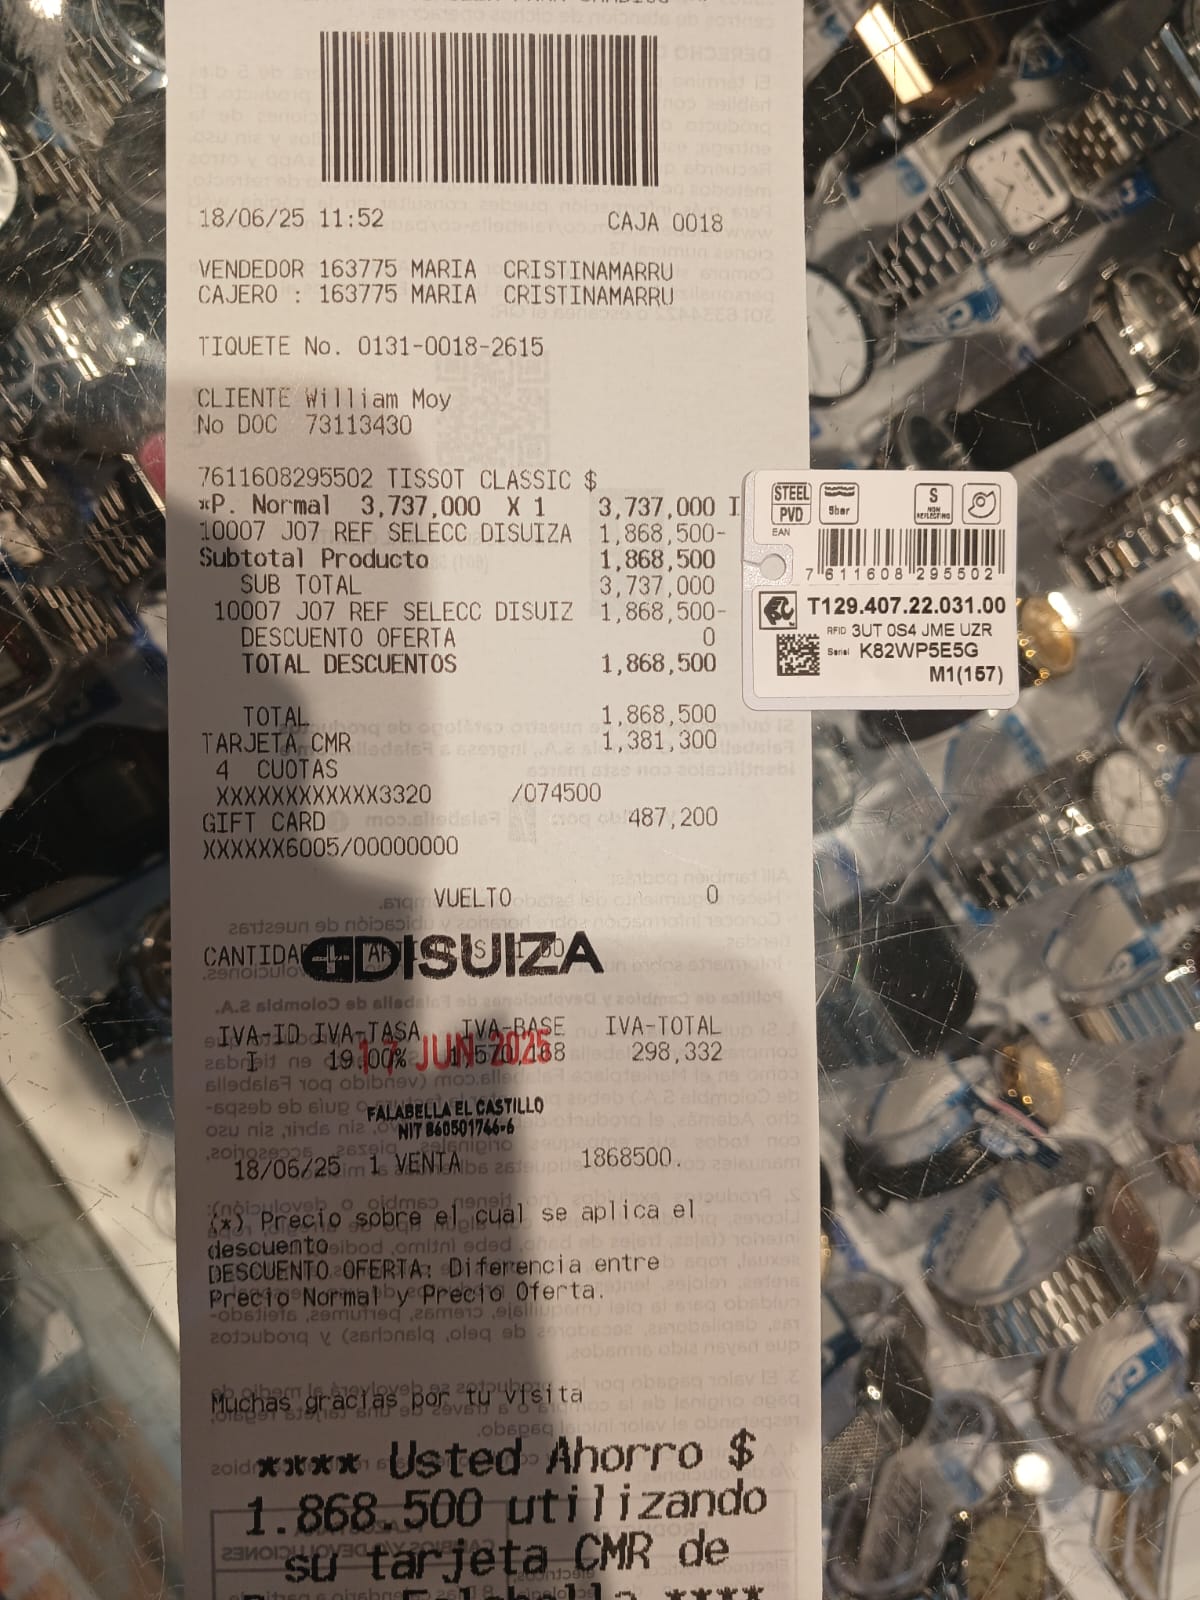 18/06/25 11:52 CAJA 0018
VENDEDOR 163775 MARIA CRISTINAMARRU
CAJERO : 163775 MARIA CRISTINAMARRU
TIQUETE No. 0131-0018-2615
CLIENTE William Moy
No DOC 73113430
7611608295502 TISSOT CLASSIC $
*P. Normal 3,737,000 X 1 3,737,000 I
10007 J07 REF SELECC DISUIZA 1,868,500-
Subtotal Producto 1,868,500
SUB TOTAL 3,737,000
10007 J07 REF SELECC DISUIZ 1,868,500-
DESCUENTO OFERTA 0
TOTAL DESCUENTOS 1,868,500
TOTAL 1,868,500
TARJETA CMR 1,381,300
4 CUOTAS
XXXXXXXXXXXX3320 /074500
GIFT CARD 487,200
XXXXXX6005/00000000
VUELTO 0
DISUIZA
IVA-ID IVA-TASA IVA-BASE IVA-TOTAL
I 19.00% 298,332
17 JUN 2025
FALABELLA EL CASTILLO
NIT 860501766-6
18/06/25 1 VENTA 1868500.
(*) Precio sobre el cual se aplica el
descuento
DESCUENTO OFERTA: Diferencia entre
Precio Normal y Precio Oferta.
Muchas gracias por tu visita
**** Usted Ahorro $
1.868.500 utilizando
su tarjeta CMR de
STEEL
PVD
5bar
S
NON
REFLECTING
EAN
7 611608 295502
T129.407.22.031.00
RFID 3UT 0S4 JME UZR
Serial K82WP5E5G
M1(157)